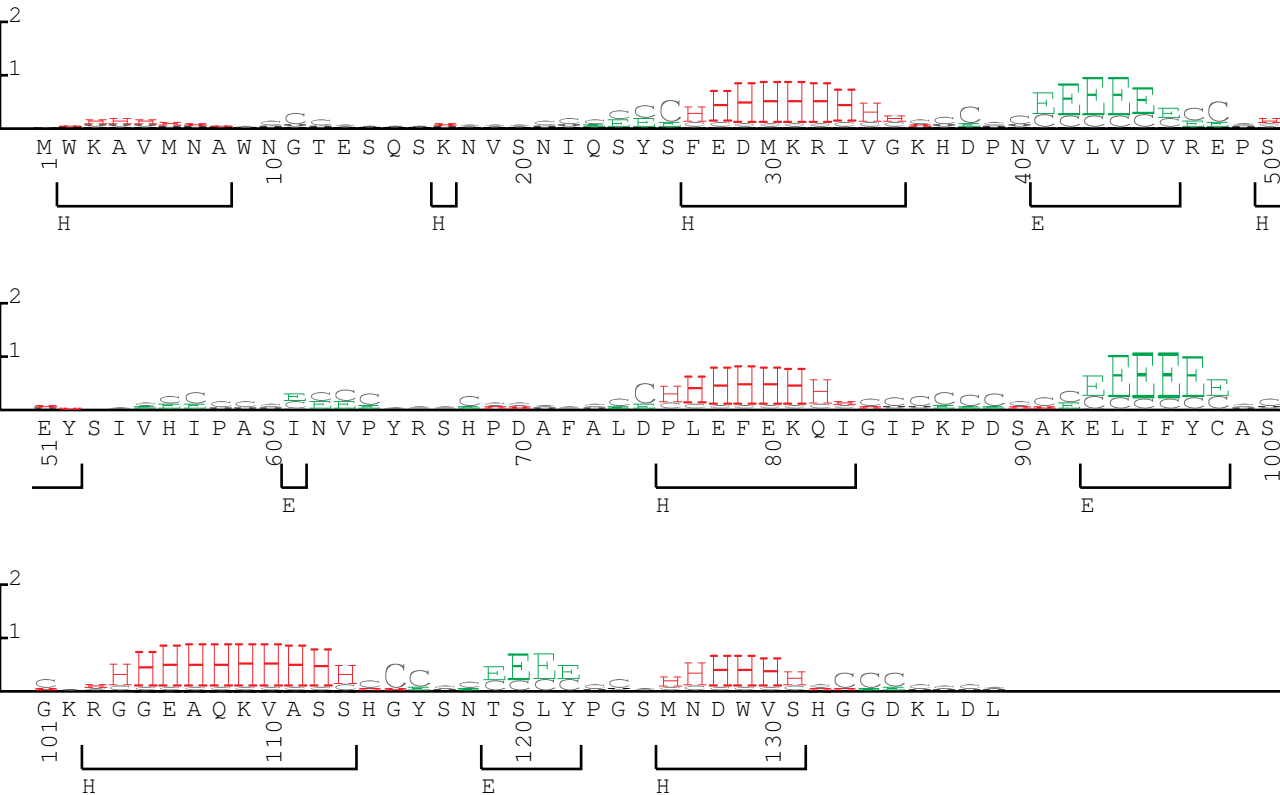 2
1
M W K A V M N A W N G T E S Q S K N V S N I Q S Y S F E D M K R I V G K H D P N V V L V D V R E P S
1 10 20 30 40 50
H H H E H
2
1
E Y S I V H I P A S I N V P Y R S H P D A F A L D P L E F E K Q I G I P K P D S A K E L I F Y C A S
51 60 70 80 90 100
E H E
2
1
G K R G G E A Q K V A S S H G Y S N T S L Y P G S M N D W V S H G G D K L D L
101 110 120 130
H E H